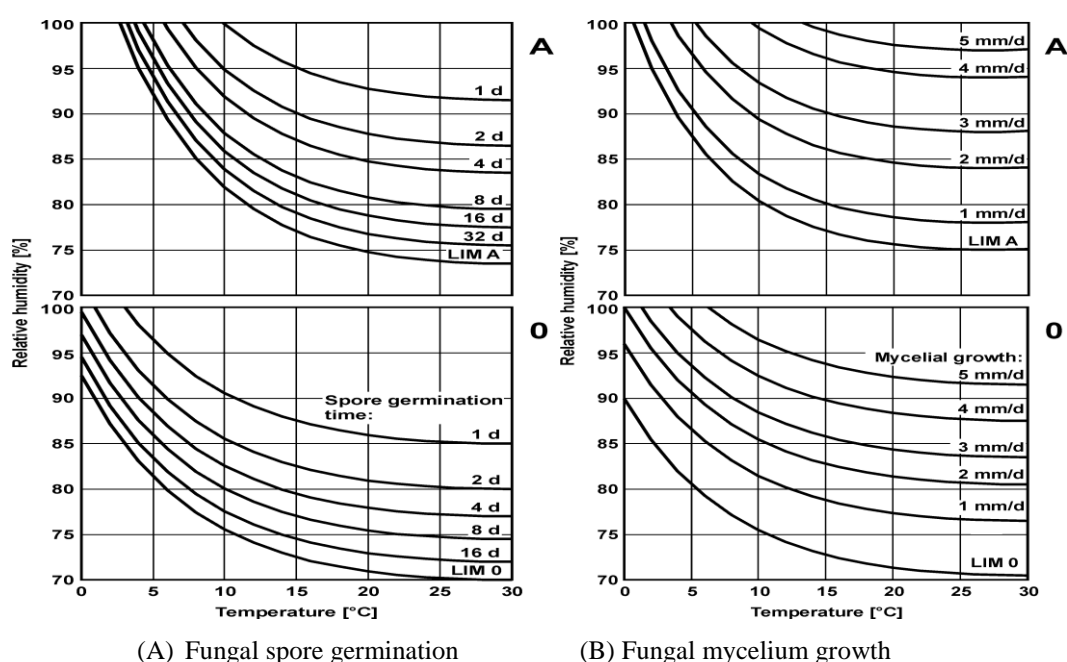 100
95
90
85
80
75
70
A
1 d
2 d
4 d
8 d
16 d
32 d
LIM A
Relative humidity [%]
100
95
90
85
80
75
70
0
Spore germination
time:
1 d
2 d
4 d
8 d
16 d
LIM 0
0 5 10 15 20 25 30
Temperature [°C]
(A) Fungal spore germination
100
95
90
85
80
75
70
A
5 mm/d
4 mm/d
3 mm/d
2 mm/d
1 mm/d
LIM A
Relative humidity [%]
100
95
90
85
80
75
70
0
Mycelial growth:
5 mm/d
4 mm/d
3 mm/d
2 mm/d
1 mm/d
LIM 0
0 5 10 15 20 25 30
Temperature [°C]
(B) Fungal mycelium growth